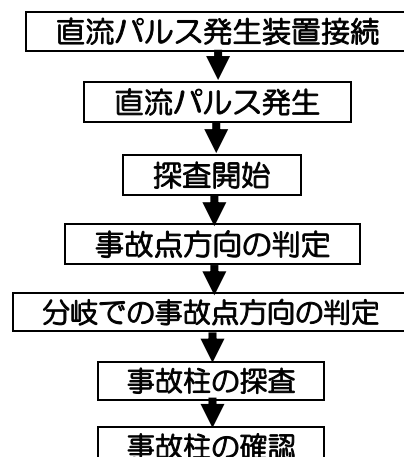 直流パルス発生装置接続
直流パルス発生
探査開始
事故点方向の判定
分岐での事故点方向の判定
事故柱の探査
事故柱の確認